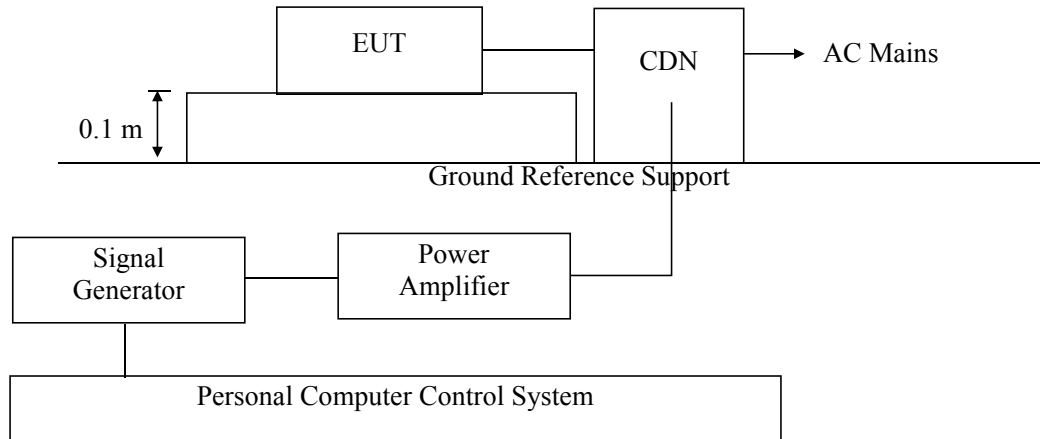 EUT
CDN
AC Mains
0.1 m
Ground Reference Support
Signal
Generator
Power
Amplifier
Personal Computer Control System